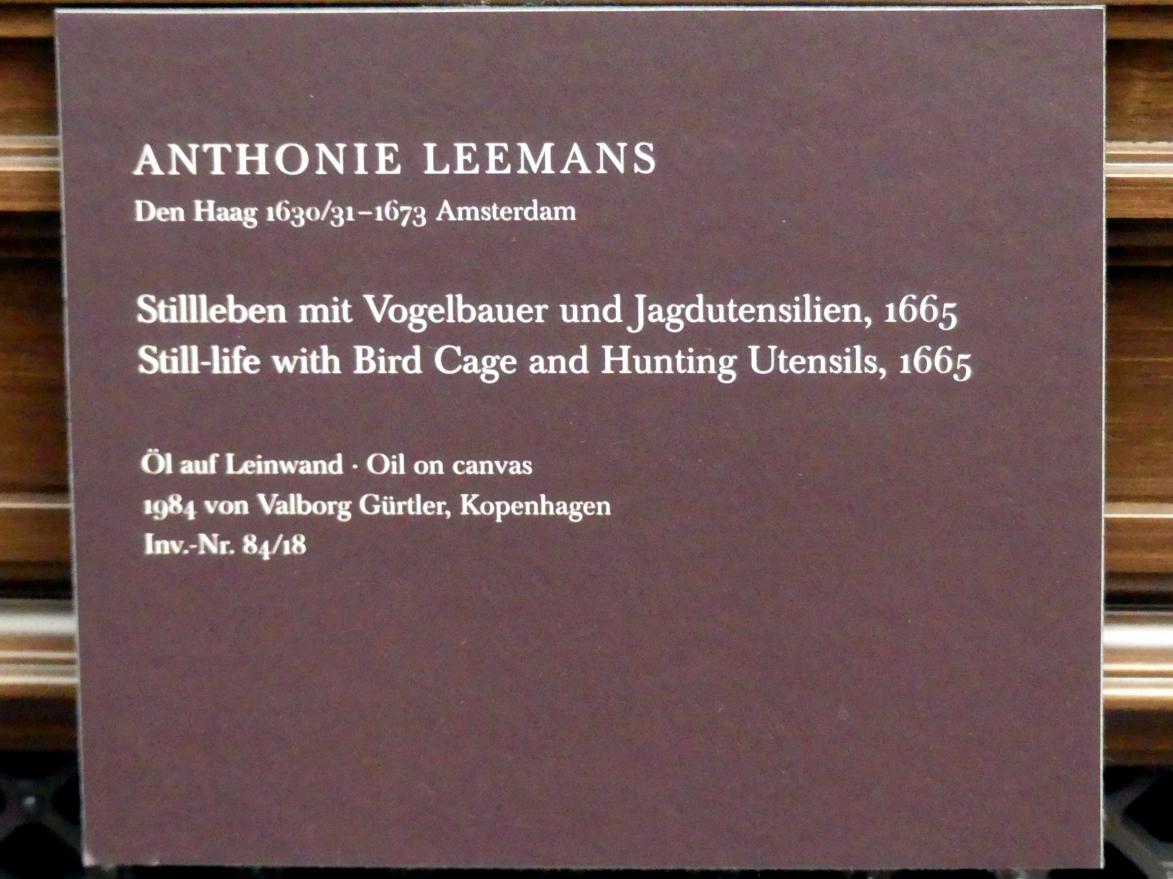 ANTHONIE LEEMANS
Den Haag 1630/31–1673 Amsterdam
Stillleben mit Vogelbauer und Jagdutensilien, 1665
Still-life with Bird Cage and Hunting Utensils, 1665
Öl auf Leinwand · Oil on canvas
1984 von Valborg Gürtler, Kopenhagen
Inv.-Nr. 84/18